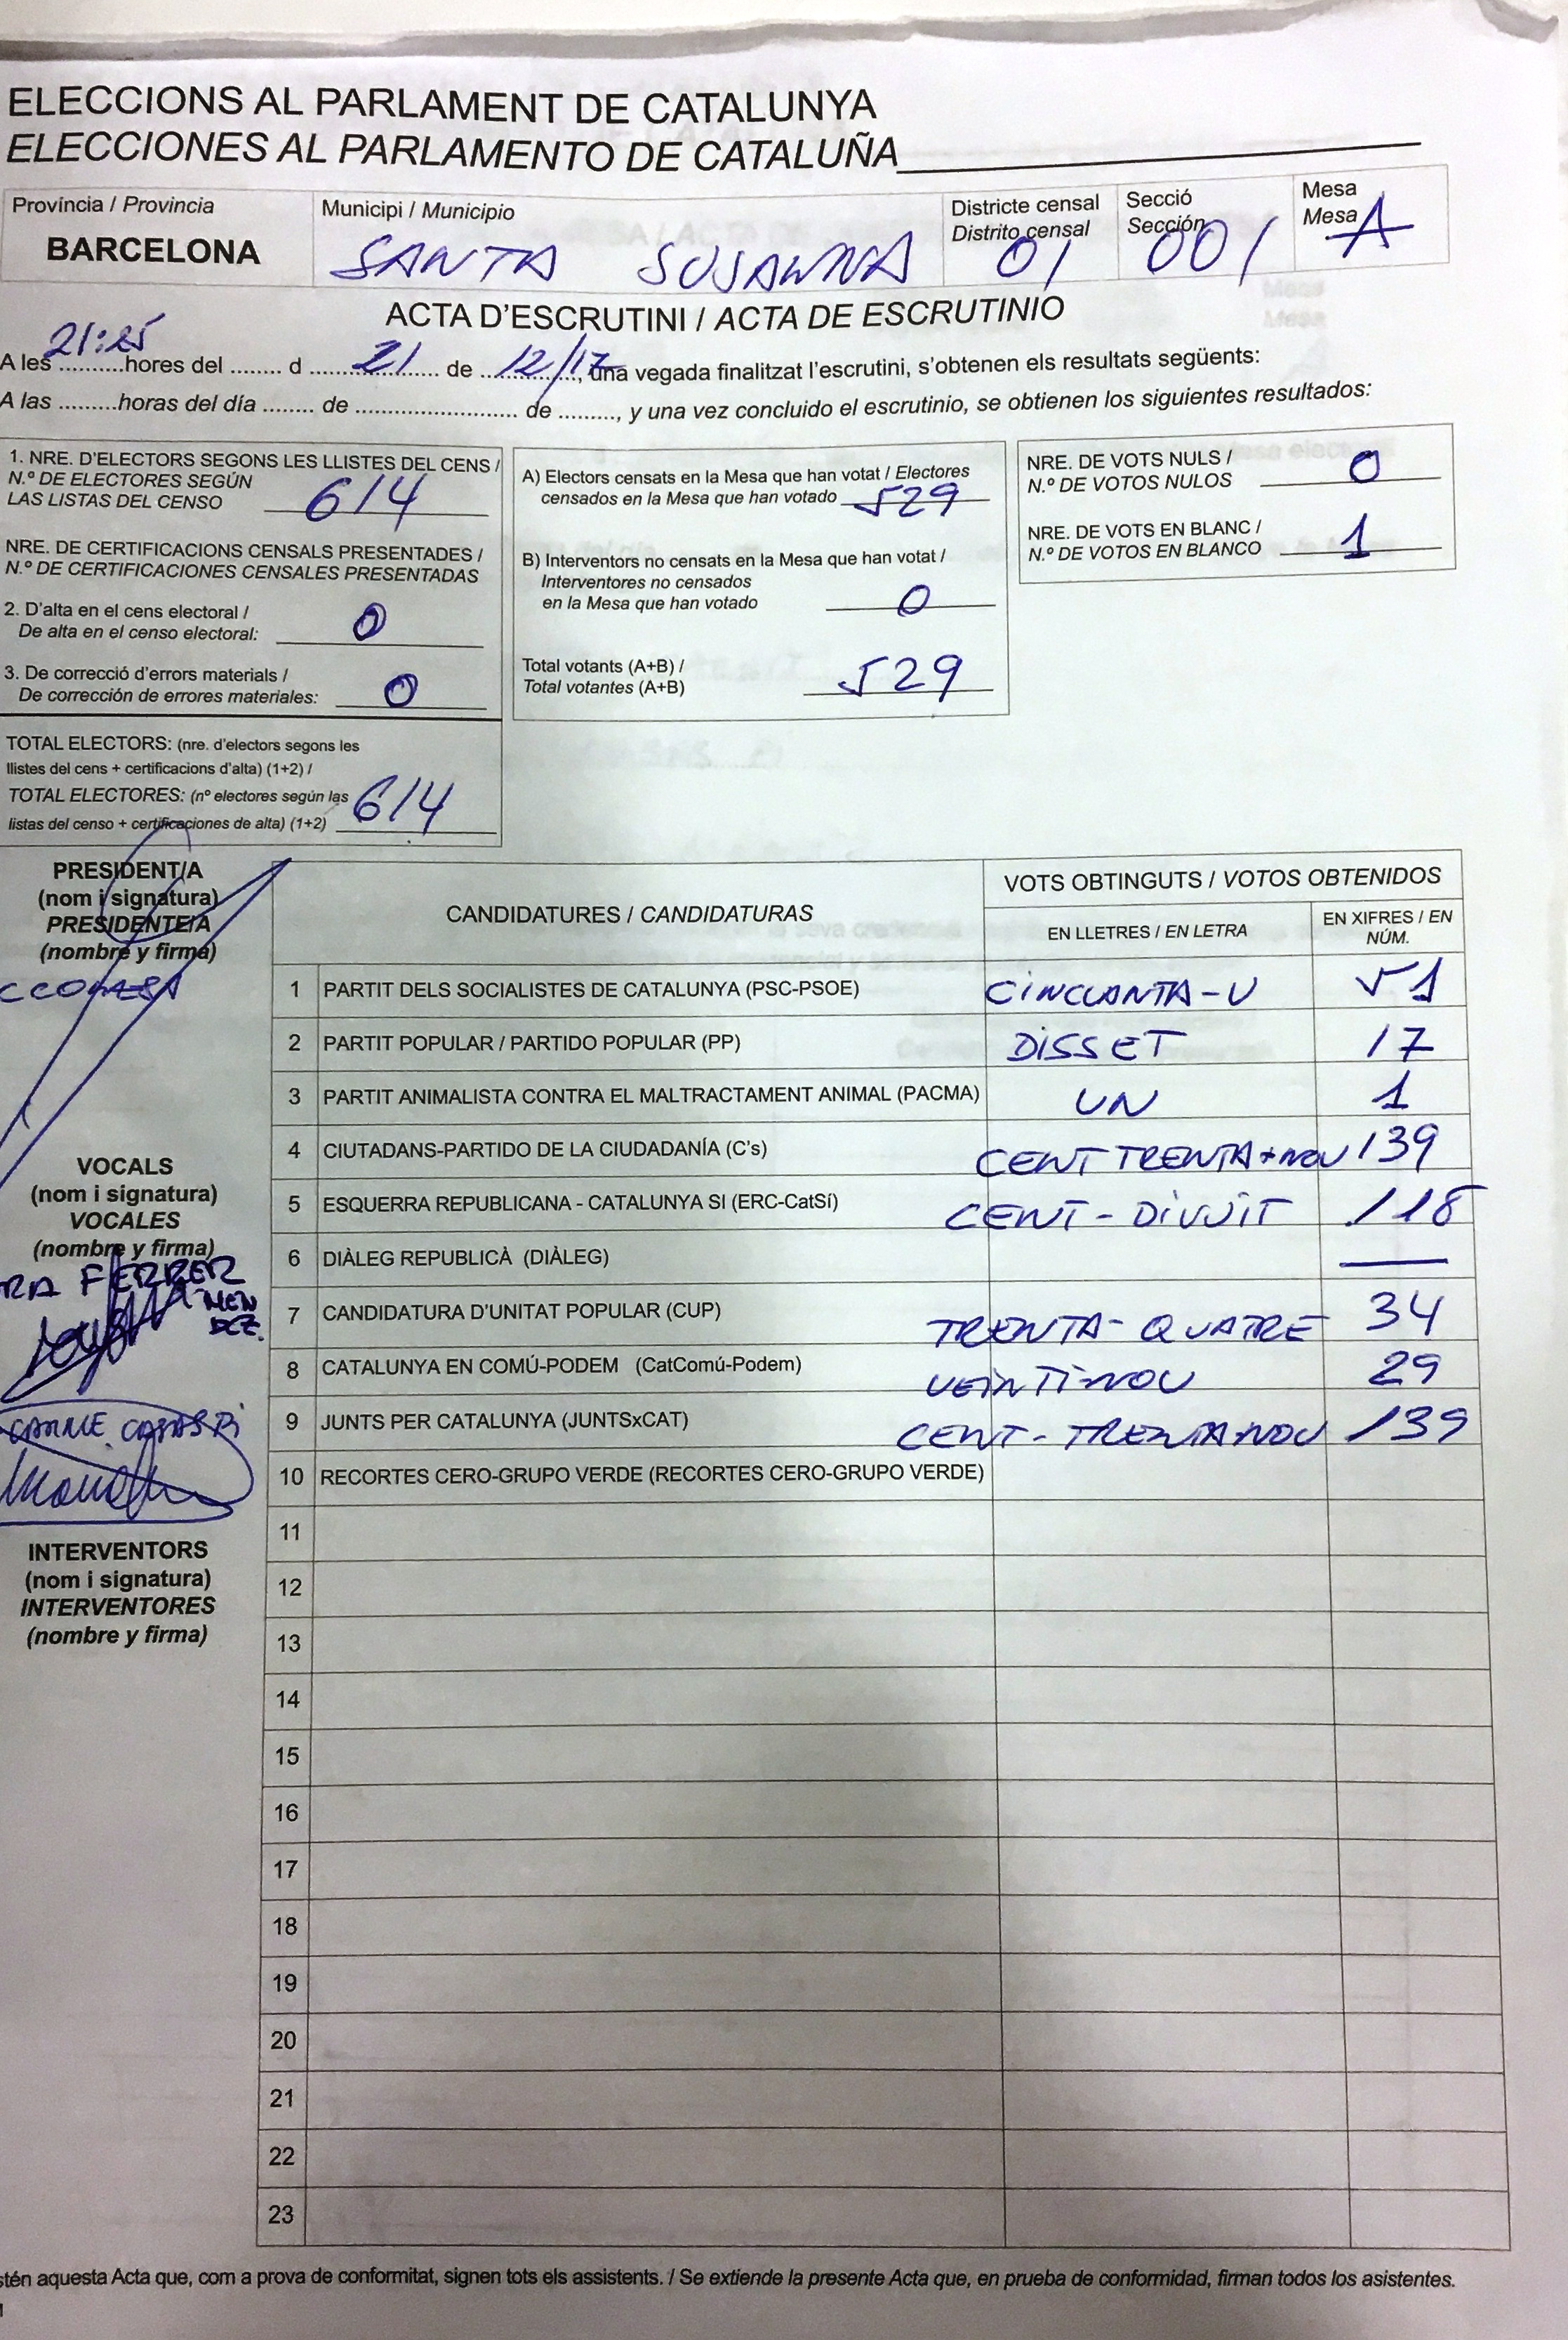 ELECCIONS AL PARLAMENT DE CATALUNYA
ELECCIONES AL PARLAMENTO DE CATALUÑA
Província / Provincia
BARCELONA
Municipi / Municipio
SANTA SUSANNA
Districte censal
Distrito censal
01
Secció
Sección
001
Mesa
Mesa
A
ACTA D'ESCRUTINI / ACTA DE ESCRUTINIO
A les 21:25 hores del ........ d 21 de 12/17, una vegada finalitzat l'escrutini, s'obtenen els resultats següents:
A las .........horas del día ........ de ........................ de ........., y una vez concluido el escrutinio, se obtienen los siguientes resultados:
1. NRE. D'ELECTORS SEGONS LES LLISTES DEL CENS /
N.º DE ELECTORES SEGÚN
LAS LISTAS DEL CENSO 614
NRE. DE CERTIFICACIONS CENSALS PRESENTADES /
N.º DE CERTIFICACIONES CENSALES PRESENTADAS
2. D'alta en el cens electoral /
De alta en el censo electoral: 0
3. De correcció d'errors materials /
De corrección de errores materiales: 0
TOTAL ELECTORS: (nre. d'electors segons les
llistes del cens + certificacions d'alta) (1+2) /
TOTAL ELECTORES: (nº electores según las
listas del censo + certificaciones de alta) (1+2) 614
A) Electors censats en la Mesa que han votat / Electores
censados en la Mesa que han votado 529
B) Interventors no censats en la Mesa que han votat /
Interventores no censados
en la Mesa que han votado 0
Total votants (A+B) /
Total votantes (A+B) 529
NRE. DE VOTS NULS /
N.º DE VOTOS NULOS 0
NRE. DE VOTS EN BLANC /
N.º DE VOTOS EN BLANCO 1
PRESIDENT/A
(nom i signatura)
PRESIDENTE/A
(nombre y firma)
VOCALS
(nom i signatura)
VOCALES
(nombre y firma)
RA FERRER
MEN
DEZ.
INTERVENTORS
(nom i signatura)
INTERVENTORES
(nombre y firma)
CANDIDATURES / CANDIDATURAS
VOTS OBTINGUTS / VOTOS OBTENIDOS
EN LLETRES / EN LETRA
EN XIFRES / EN
NÚM.
1 PARTIT DELS SOCIALISTES DE CATALUNYA (PSC-PSOE) CINCUANTA-U 51
2 PARTIT POPULAR / PARTIDO POPULAR (PP) DISSET 17
3 PARTIT ANIMALISTA CONTRA EL MALTRACTAMENT ANIMAL (PACMA) UN 1
4 CIUTADANS-PARTIDO DE LA CIUDADANÍA (C's) CENT TRENTA-NOU 139
5 ESQUERRA REPUBLICANA - CATALUNYA SI (ERC-CatSí) CENT - DIVUIT 118
6 DIÀLEG REPUBLICÀ (DIÀLEG) —
7 CANDIDATURA D'UNITAT POPULAR (CUP) TRENTA- QUATRE 34
8 CATALUNYA EN COMÚ-PODEM (CatComú-Podem) VEINTI-NOU 29
9 JUNTS PER CATALUNYA (JUNTSxCAT) CENT - TRENTANOU 139
10 RECORTES CERO-GRUPO VERDE (RECORTES CERO-GRUPO VERDE)
11
12
13
14
15
16
17
18
19
20
21
22
23
stén aquesta Acta que, com a prova de conformitat, signen tots els assistents. / Se extiende la presente Acta que, en prueba de conformidad, firman todos los asistentes.